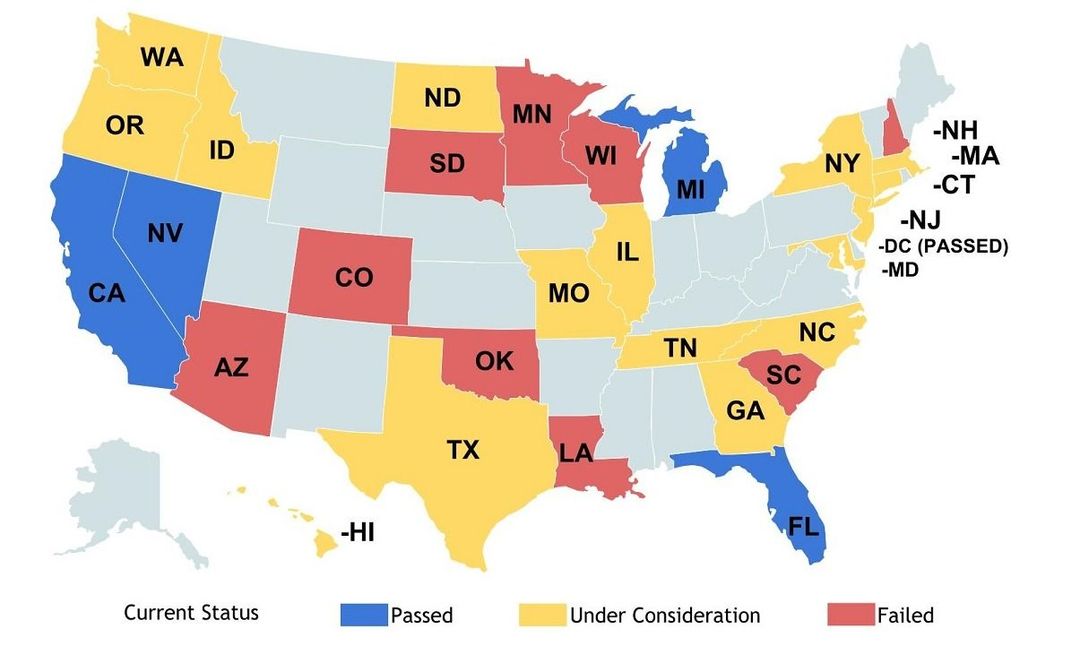 WA
ND
MN
OR
-NH
ID
WI
NY
-MA
SD
-CT
MI
-NJ
NV
-DC (PASSED)
IL
-MD
CO
CA
MO
NC
TN
OK
AZ
SC
GA
TX
LA
FL
-HI
Current Status
Passed
Under Consideration
Failed